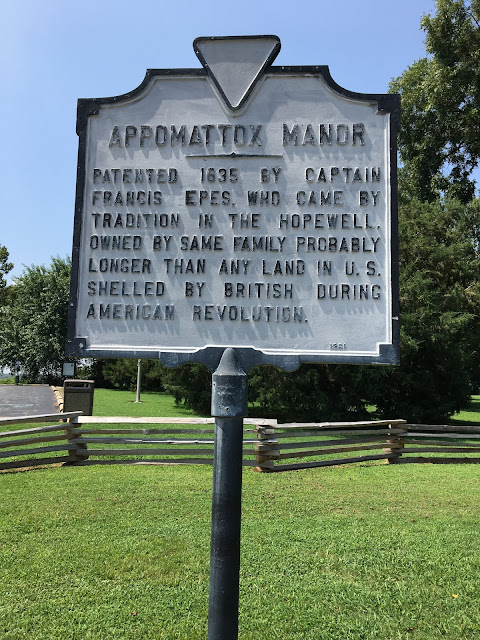 APPOMATTOX MANOR
PATENTED 1635 BY CAPTAIN
FRANCIS EPES, WHO CAME BY
TRADITION IN THE HOPEWELL.
OWNED BY SAME FAMILY PROBABLY
LONGER THAN ANY LAND IN U.S.
SHELLED BY BRITISH DURING
AMERICAN REVOLUTION.